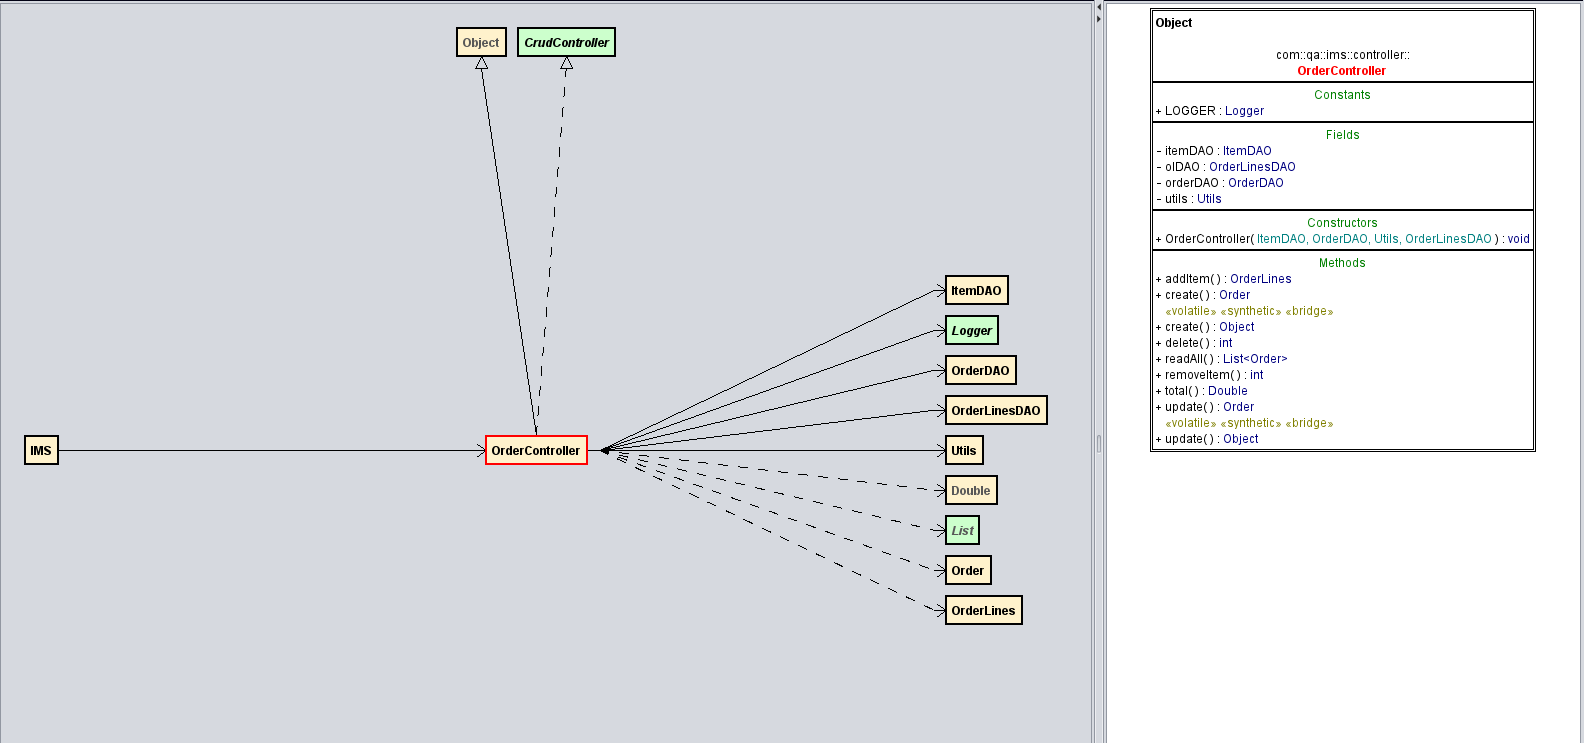 Object
CrudController
ItemDAO
Logger
OrderDAO
OrderLinesDAO
IMS
OrderController
Utils
Double
List
Order
OrderLines
Object
com::qa::ims::controller::
OrderController
Constants
+ LOGGER : Logger
Fields
- itemDAO : ItemDAO
- olDAO : OrderLinesDAO
- orderDAO : OrderDAO
- utils : Utils
Constructors
+ OrderController( ItemDAO, OrderDAO, Utils, OrderLinesDAO ) : void
Methods
+ addItem( ) : OrderLines
+ create( ) : Order
«volatile» «synthetic» «bridge»
+ create( ) : Object
+ delete( ) : int
+ readAll( ) : List<Order>
+ removeItem( ) : int
+ total( ) : Double
+ update( ) : Order
«volatile» «synthetic» «bridge»
+ update( ) : Object